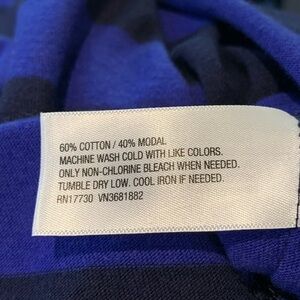 60% COTTON / 40% MODAL
MACHINE WASH COLD WITH LIKE COLORS.
ONLY NON-CHLORINE BLEACH WHEN NEEDED.
TUMBLE DRY LOW. COOL IRON IF NEEDED.
RN17730 VN3681882